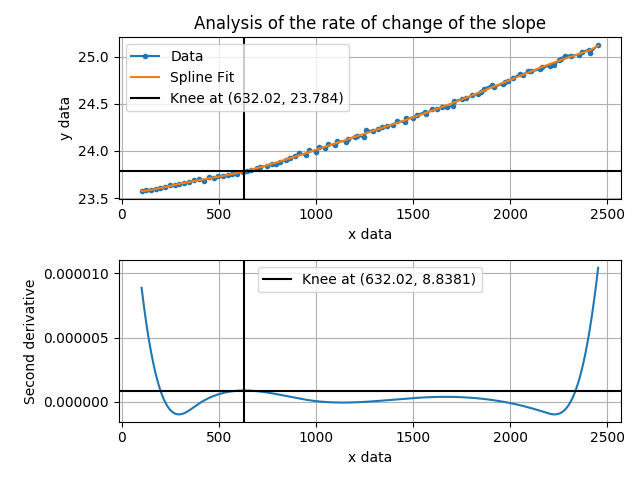 Analysis of the rate of change of the slope
25.0
24.5
24.0
23.5
y data
Data
Spline Fit
Knee at (632.02, 23.784)
0 500 1000 1500 2000 2500
x data
0.000010
0.000005
0.000000
Second derivative
Knee at (632.02, 8.8381)
0 500 1000 1500 2000 2500
x data